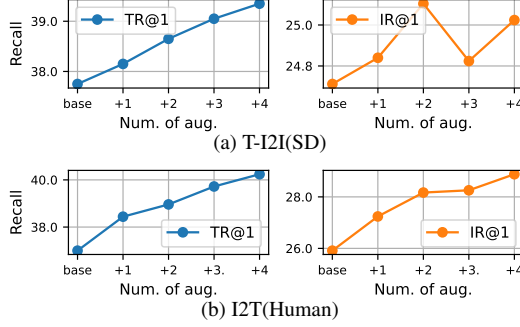 Recall
39.0
38.0
TR@1
base +1 +2 +3 +4
Num. of aug.
25.0
24.8
IR@1
base +1 +2 +3 +4
Num. of aug.
(a) T-I2I(SD)
Recall
40.0
38.0
TR@1
base +1 +2 +3 +4
Num. of aug.
28.0
26.0
IR@1
base +1 +2 +3. +4
Num. of aug.
(b) I2T(Human)